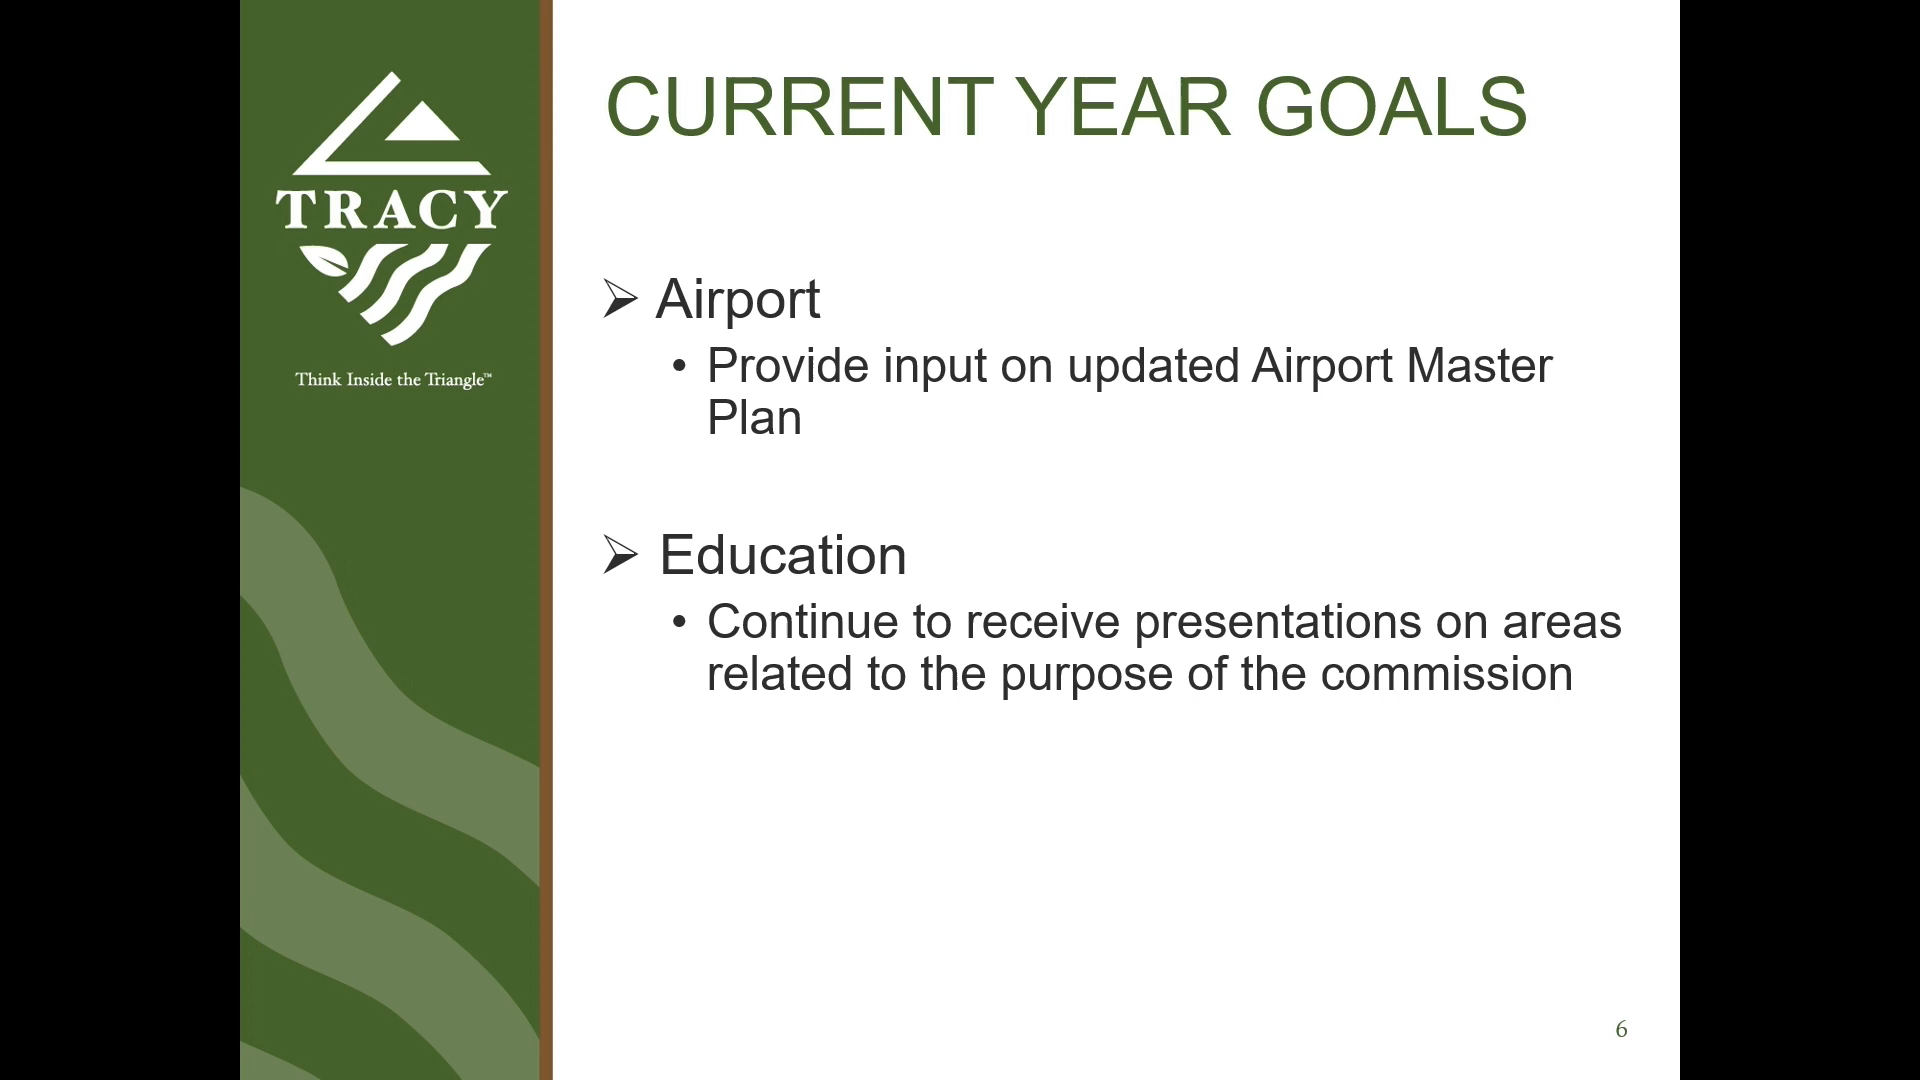 TRACY
Think Inside the Triangle™
CURRENT YEAR GOALS
➢ Airport
• Provide input on updated Airport Master
Plan
➢ Education
• Continue to receive presentations on areas
related to the purpose of the commission
6